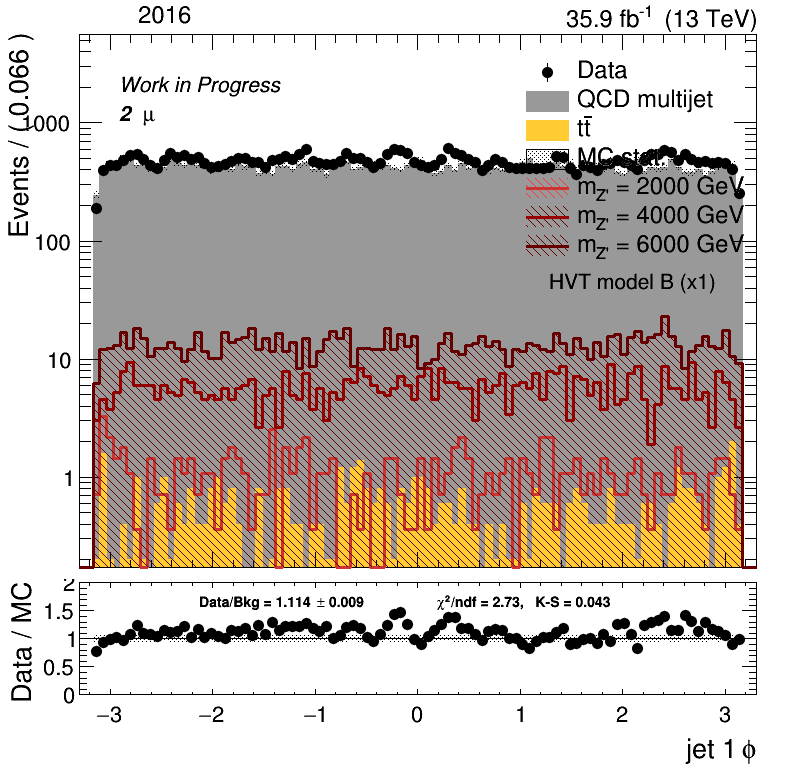 2016 35.9 fb⁻¹ (13 TeV)
Events / ( 0.066 )
Work in Progress
2 μ
Data
QCD multijet
tt̄
MC stat.
m_Z' = 2000 GeV
m_Z' = 4000 GeV
m_Z' = 6000 GeV
HVT model B (x1)
1000
100
10
1
Data / MC
Data/Bkg = 1.114 ± 0.009 χ²/ndf = 2.73, K-S = 0.043
2
1.5
1
0.5
0
−3 −2 −1 0 1 2 3
jet 1 ϕ